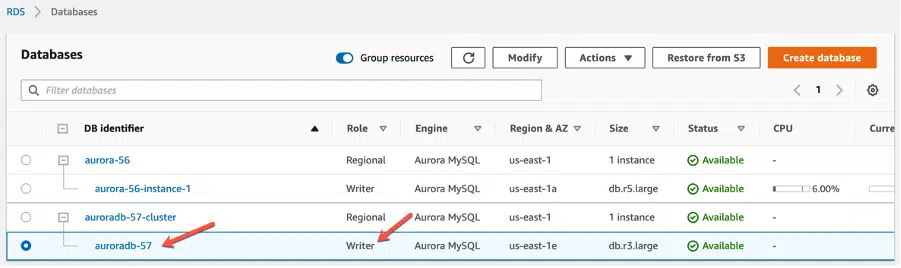 RDS > Databases
Databases Group resources Modify Actions Restore from S3 Create database
Filter databases 1
DB identifier Role Engine Region & AZ Size Status CPU Curre
aurora-56 Regional Aurora MySQL us-east-1 1 instance Available -
aurora-56-instance-1 Writer Aurora MySQL us-east-1a db.r5.large Available 6.00%
auroradb-57-cluster Regional Aurora MySQL us-east-1 1 instance Available -
auroradb-57 Writer Aurora MySQL us-east-1e db.r3.large Available -